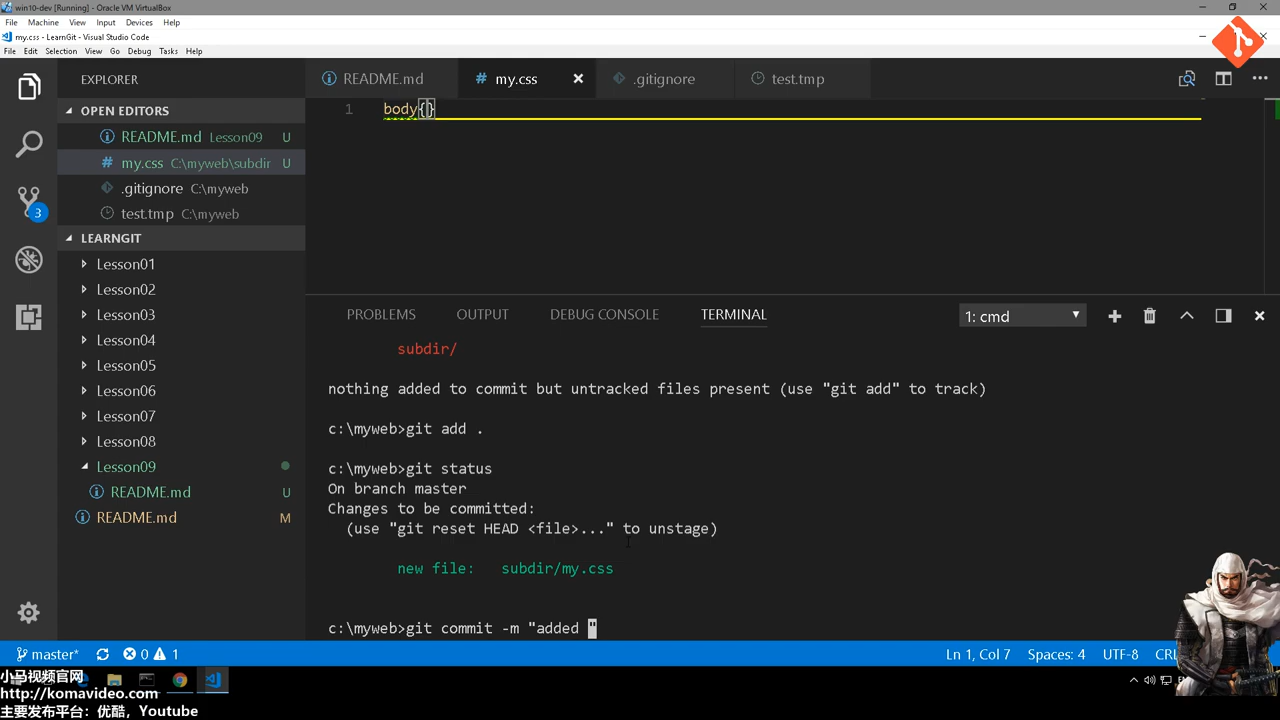 win10-dev [Running] - Oracle VM VirtualBox
File Machine View Input Devices Help
my.css - LearnGit - Visual Studio Code
File Edit Selection View Go Debug Tasks Help
EXPLORER
OPEN EDITORS
README.md Lesson09 U
# my.css C:\myweb\subdir U
.gitignore C:\myweb
test.tmp C:\myweb
LEARNGIT
Lesson01
Lesson02
Lesson03
Lesson04
Lesson05
Lesson06
Lesson07
Lesson08
Lesson09
README.md U
README.md M
3
README.md # my.css .gitignore test.tmp
1 body{}
PROBLEMS OUTPUT DEBUG CONSOLE TERMINAL 1: cmd
subdir/
nothing added to commit but untracked files present (use "git add" to track)
c:\myweb>git add .
c:\myweb>git status
On branch master
Changes to be committed:
(use "git reset HEAD <file>..." to unstage)
new file: subdir/my.css
c:\myweb>git commit -m "added "
master* 0 1 Ln 1, Col 7 Spaces: 4 UTF-8
小马视频官网
http://komavideo.com
主要发布平台：优酷，Youtube